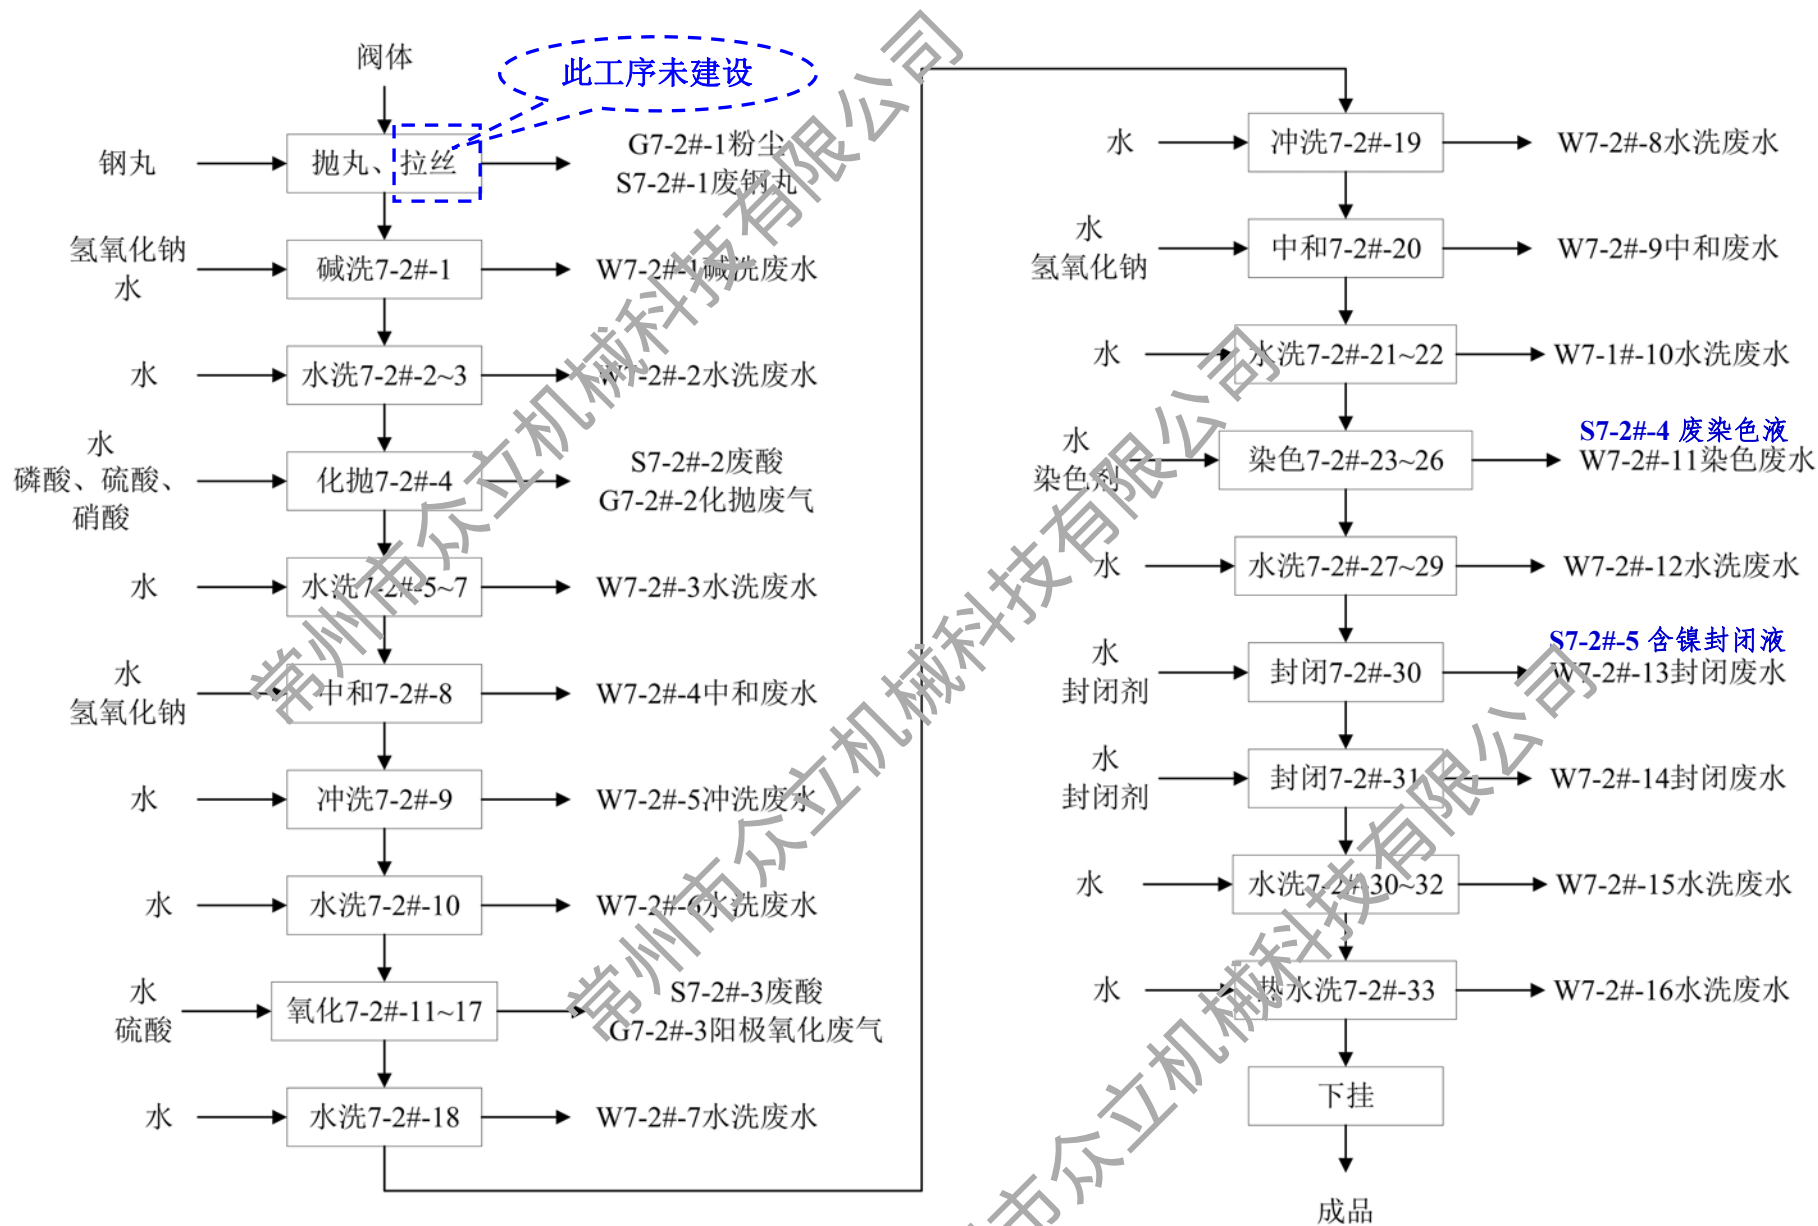 阀体
此工序未建设
钢丸
抛丸、拉丝
G7-2#-1粉尘
S7-2#-1废钢丸
氢氧化钠
水
碱洗7-2#-1
W7-2#-1碱洗废水
水
水洗7-2#-2~3
W7-2#-2水洗废水
水
磷酸、硫酸、
硝酸
化抛7-2#-4
S7-2#-2废酸
G7-2#-2化抛废气
水
水洗7-2#-5~7
W7-2#-3水洗废水
水
氢氧化钠
中和7-2#-8
W7-2#-4中和废水
水
冲洗7-2#-9
W7-2#-5冲洗废水
水
水洗7-2#-10
W7-2#-6水洗废水
水
硫酸
氧化7-2#-11~17
S7-2#-3废酸
G7-2#-3阳极氧化废气
水
水洗7-2#-18
W7-2#-7水洗废水
水
冲洗7-2#-19
W7-2#-8水洗废水
水
氢氧化钠
中和7-2#-20
W7-2#-9中和废水
水
水洗7-2#-21~22
W7-1#-10水洗废水
水
染色剂
染色7-2#-23~26
S7-2#-4 废染色液
W7-2#-11染色废水
水
水洗7-2#-27~29
W7-2#-12水洗废水
水
封闭剂
封闭7-2#-30
S7-2#-5 含镍封闭液
W7-2#-13封闭废水
水
封闭剂
封闭7-2#-31
W7-2#-14封闭废水
水
水洗7-2#-30~32
W7-2#-15水洗废水
水
热水洗7-2#-33
W7-2#-16水洗废水
下挂
成品
常州市众立机械科技有限公司
常州市众立机械科技有限公司
州市众立机械科技有限公司